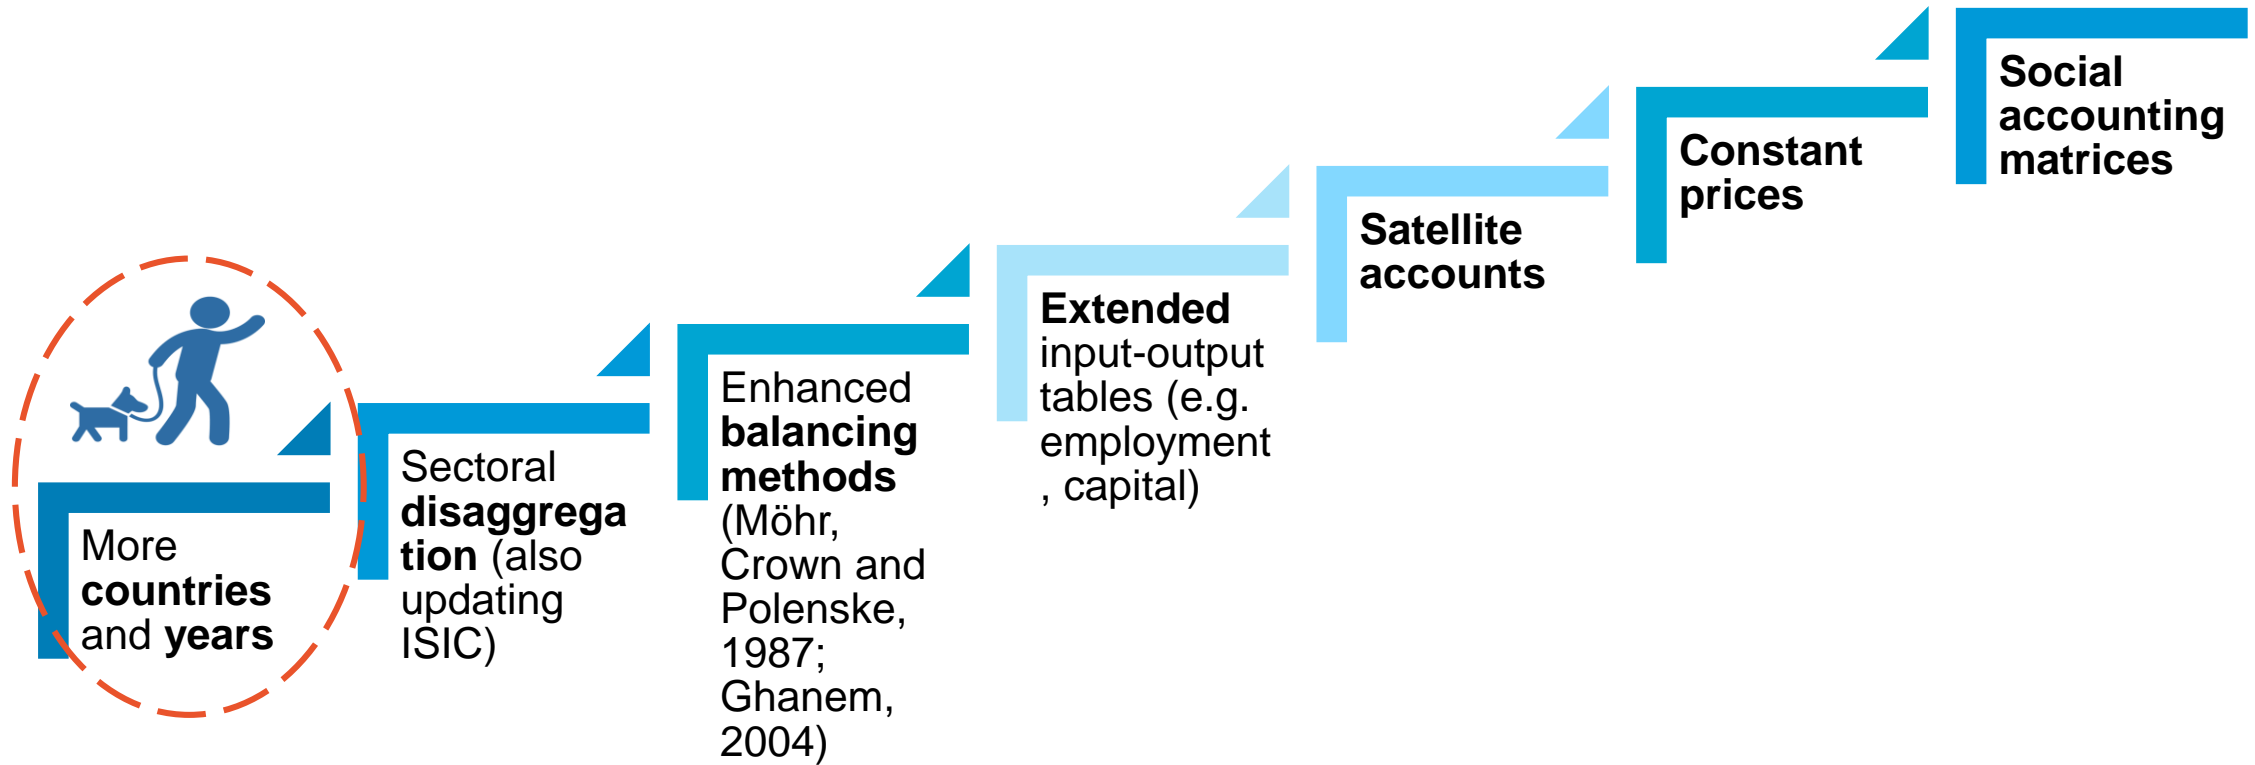 More
countries
and years
Sectoral
disaggrega
tion (also
updating
ISIC)
Enhanced
balancing
methods
(Möhr,
Crown and
Polenske,
1987;
Ghanem,
2004)
Extended
input-output
tables (e.g.
employment
, capital)
Satellite
accounts
Constant
prices
Social
accounting
matrices